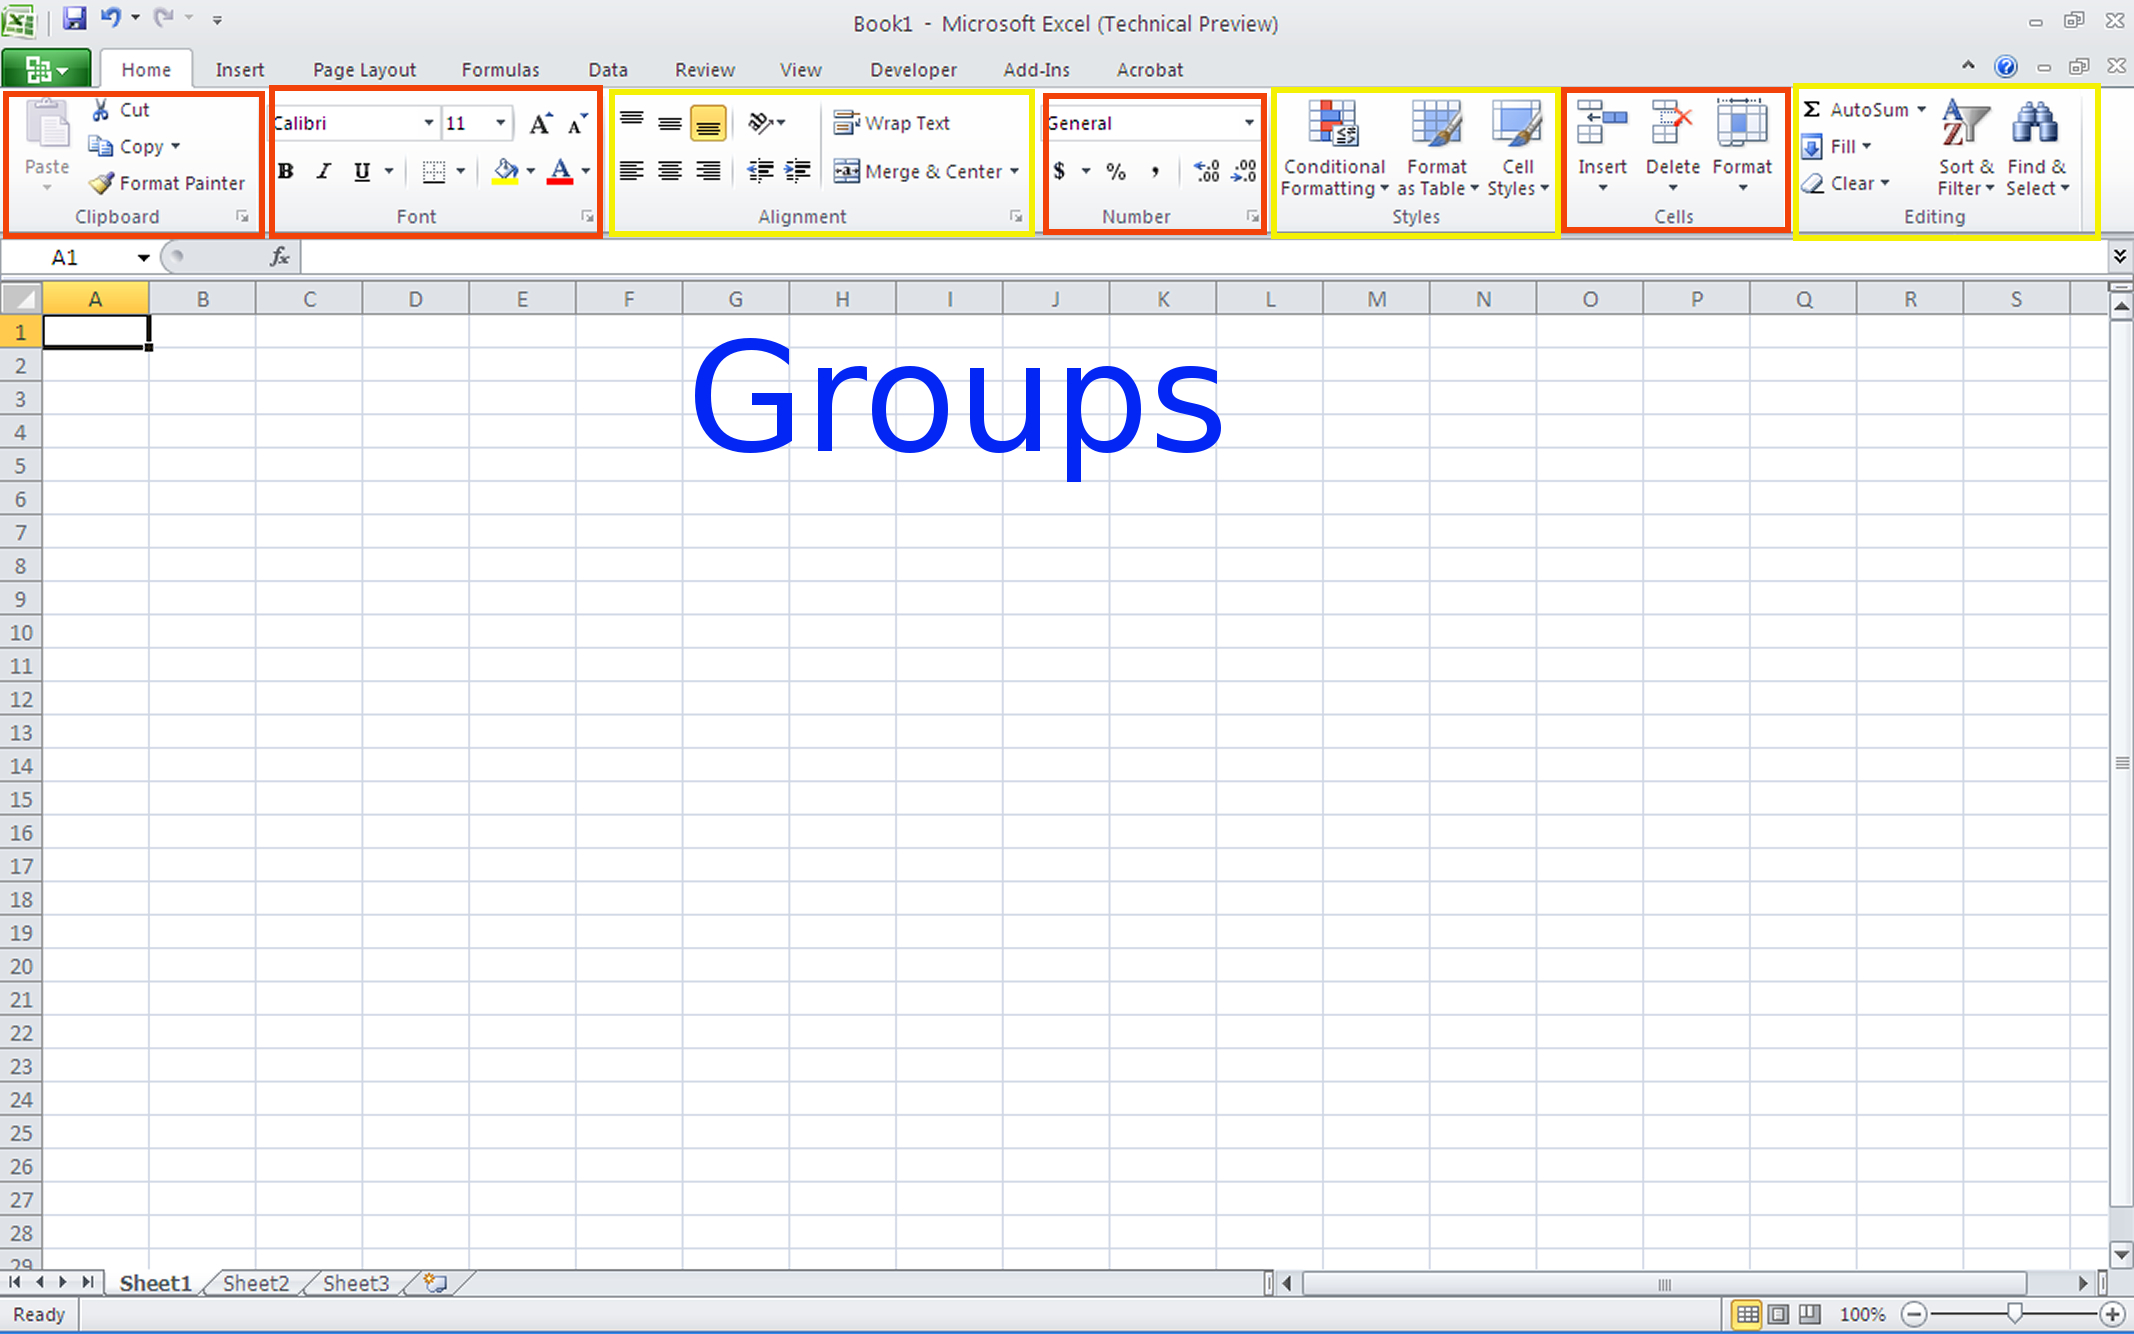 Book1 - Microsoft Excel (Technical Preview)
Home Insert Page Layout Formulas Data Review View Developer Add-Ins Acrobat
Paste
Cut
Copy
Format Painter
Clipboard
Calibri 11
B I U
Font
Wrap Text
Merge & Center
Alignment
General
$ % ,
Number
Conditional
Formatting
Format
as Table
Cell
Styles
Styles
Insert Delete Format
Cells
Σ AutoSum
Fill
Clear
Sort &
Filter
Find &
Select
Editing
A1 fx
A B C D E F G H I J K L M N O P Q R S
Groups
1
2
3
4
5
6
7
8
9
10
11
12
13
14
15
16
17
18
19
20
21
22
23
24
25
26
27
28
29
Sheet1 Sheet2 Sheet3
Ready 100%